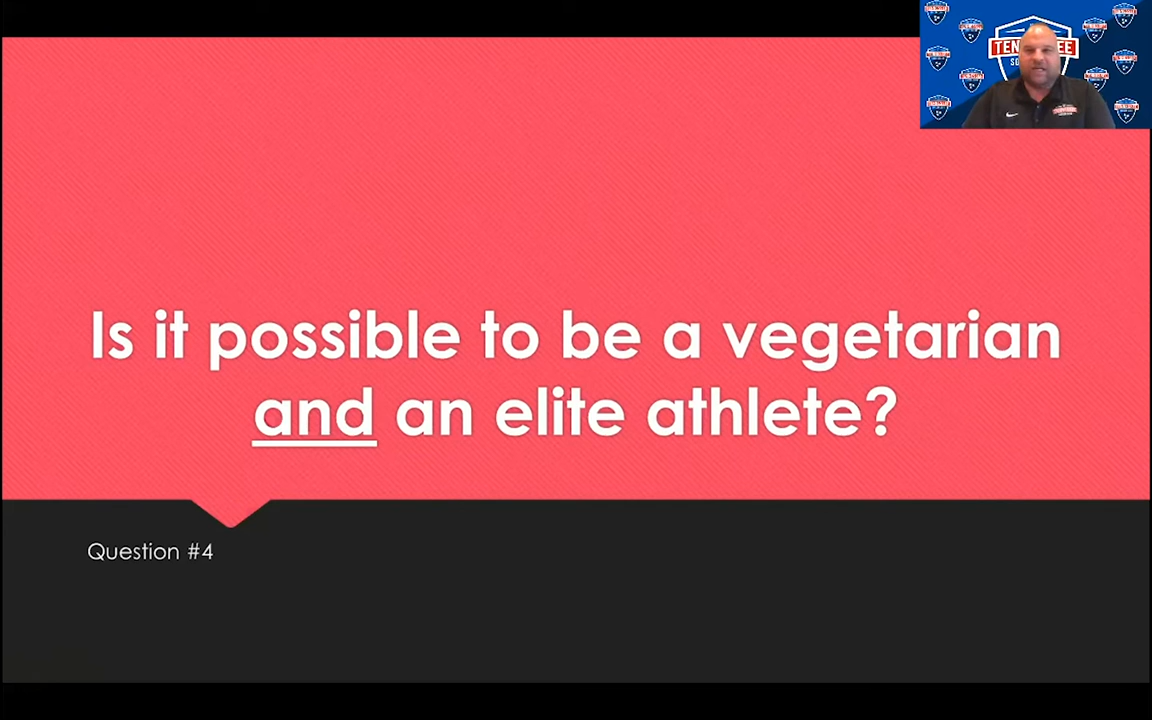 Is it possible to be a vegetarian
and an elite athlete?
Question #4